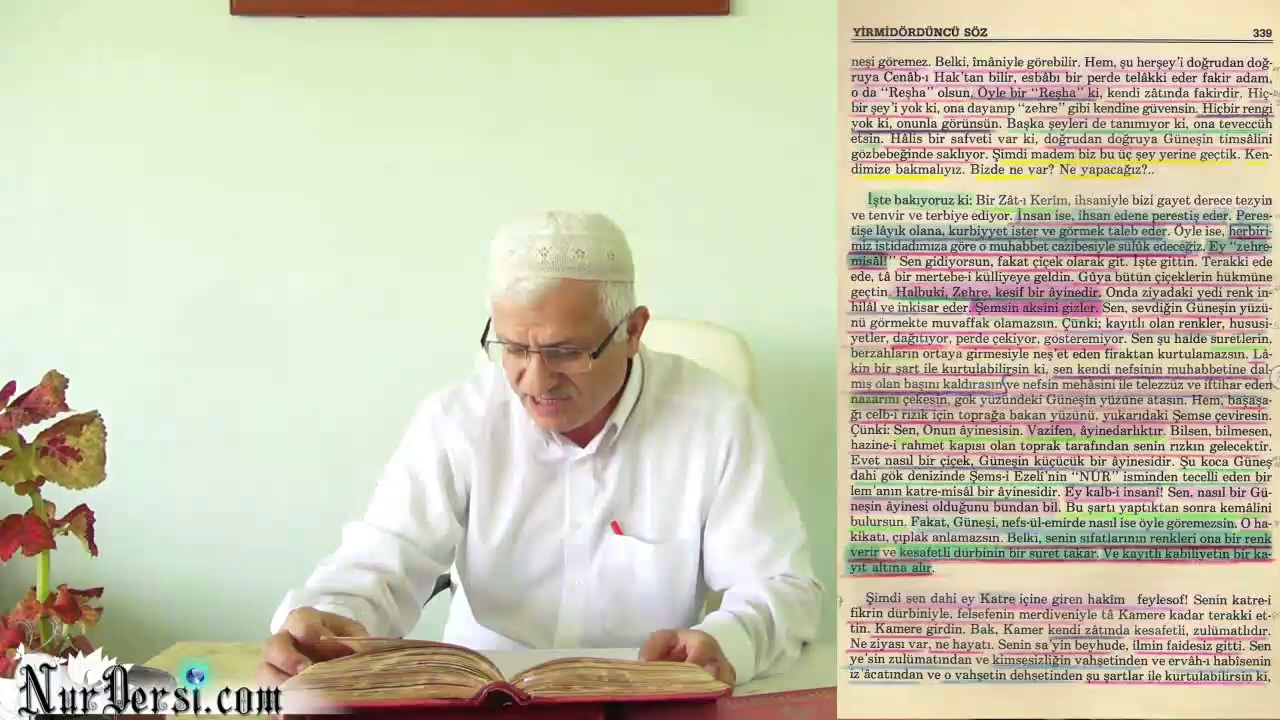 YİRMİDÖRDÜNCÜ SÖZ 339
neşi göremez. Belki, îmâniyle görebilir. Hem, şu herşey'i doğrudan doğ-
ruya Cenâb-ı Hak'tan bilir, esbâbı bir perde telâkki eder fakir adam,
o da "Reşha" olsun. Öyle bir "Reşha" ki, kendi zâtında fakirdir. Hiç-
bir şey'i yok ki, ona dayanıp "zehre" gibi kendine güvensin. Hiçbir rengi
yok ki, onunla görünsün. Başka şeyleri de tanımıyor ki, ona teveccüh
etsin. Hâlis bir safveti var ki, doğrudan doğruya Güneşin timsâlini
gözbebeğinde saklıyor. Şimdi madem biz bu üç şey yerine geçtik. Ken-
dimize bakmalıyız. Bizde ne var? Ne yapacağız?..
İşte bakıyoruz ki: Bir Zât-ı Kerîm, ihsaniyle bizi gayet derece tezyin
ve tenvir ve terbiye ediyor. İnsan ise, ihsan edene perestiş eder. Peres-
tişe lâyık olana, kurbiyyet ister ve görmek taleb eder. Öyle ise, herbiri-
miz istidadımıza göre o muhabbet cazibesiyle sülûk edeceğiz. Ey "zehre-
misâl!" Sen gidiyorsun, fakat çiçek olarak git. İşte gittin. Terakki ede
ede, tâ bir mertebe-i külliyeye geldin. Gûya bütün çiçeklerin hükmüne
geçtin. Halbuki, Zehre, kesif bir âyinedir. Onda ziyadaki yedi renk in-
hilâl ve inkisar eder. Şemsin aksini gizler. Sen, sevdiğin Güneşin yüzü-
nü görmekte muvaffak olamazsın. Çünki; kayıtlı olan renkler, hususi-
yetler, dağıtıyor, perde çekiyor, gösteremiyor. Sen şu halde suretlerin,
berzahların ortaya girmesiyle neş'et eden firaktan kurtulamazsın. Lâ-
kin bir şart ile kurtulabilirsin ki, sen kendi nefsinin muhabbetine dal-
mış olan başını kaldırasın ve nefsin mehâsini ile telezzüz ve iftihar eden
nazarını çekesin, gök yüzündeki Güneşin yüzüne atasın. Hem, başaşa-
ğı celb-i rızık için toprağa bakan yüzünü, yukarıdaki Şemse çeviresin.
Çünki: Sen, Onun âyinesisin. Vazifen, âyinedarlıktır. Bilsen, bilmesen,
hazine-i rahmet kapısı olan toprak tarafından senin rızkın gelecektir.
Evet nasıl bir çiçek, Güneşin küçücük bir âyinesidir. Şu koca Güneş
dahi gök denizinde Şems-i Ezelî'nin "NUR" isminden tecelli eden bir
lem'anın katre-misâl bir âyinesidir. Ey kalb-i insanî! Sen, nasıl bir Gü-
neşin âyinesi olduğunu bundan bil. Bu şartı yaptıktan sonra kemâlini
bulursun. Fakat, Güneşi, nefs-ül-emirde nasıl ise öyle göremezsin. O ha-
kikatı, çıplak anlamazsın. Belki, senin sıfatlarının renkleri ona bir renk
verir ve kesafetli dürbinin bir suret takar. Ve kayıtlı kabiliyetin bir ka-
yıt altına alır.
Şimdi sen dahi ey Katre içine giren hakîm feylesof! Senin katre-i
fikrin dürbiniyle, felsefenin merdiveniyle tâ Kamere kadar terakki et-
tin. Kamere girdin. Bak, Kamer kendi zâtında kesafetli, zulümatlıdır.
Ne ziyası var, ne hayatı. Senin sa'yin beyhude, ilmin faidesiz gitti. Sen
ye'sin zulümatından ve kimsesizliğin vahşetinden ve ervâh-ı habisenin
iz'âcatından ve o vahşetin dehsetinden şu şartlar ile kurtulabilirsin ki,
NurDersi.com